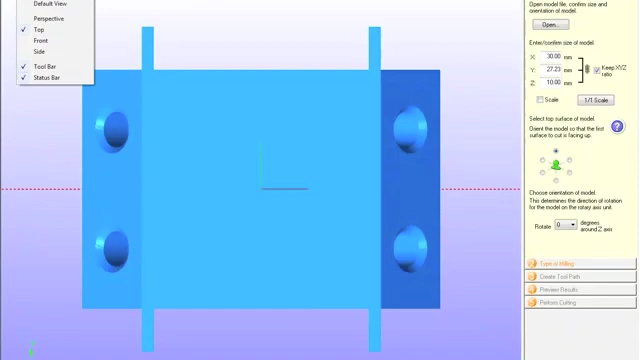 Default View
Perspective
Top
Front
Side
Tool Bar
Status Bar
Open model file, confirm size and
orientation of model.
Open...
Enter/confirm size of model
X: 30.00 mm
Y: 27.23 mm
Z: 10.00 mm
Keep XYZ
ratio
Scale
1/1 Scale
Select top surface of model.
Orient the model so that the first
surface to cut is facing up.
?
Choose orientation of model.
This determines the direction of rotation
for the model on the rotary axis unit.
Rotate 0 degrees
around Z axis
Type of Milling
Create Tool Path
Preview Results
Perform Cutting